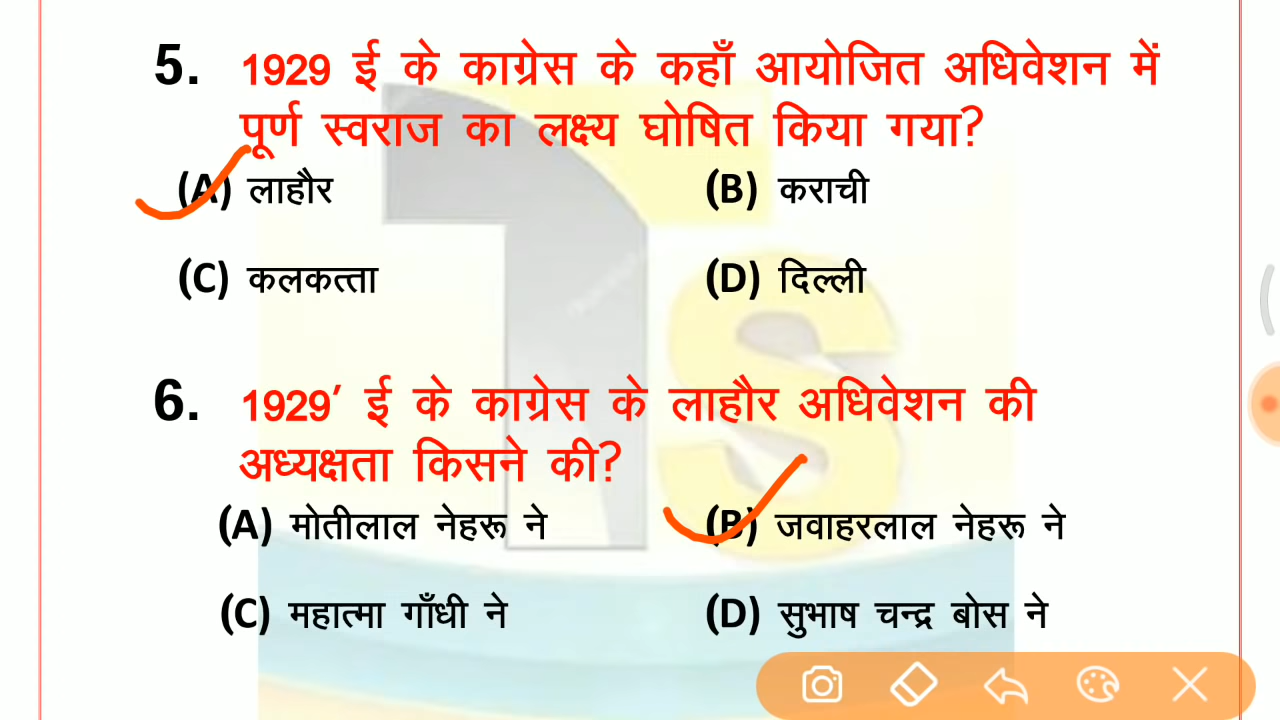 5. 1929 ई के काग्रेस के कहाँ आयोजित अधिवेशन में
पूर्ण स्वराज का लक्ष्य घोषित किया गया?
(A) लाहौर (B) कराची
(C) कलकत्ता (D) दिल्ली
6. 1929’ ई के काग्रेस के लाहौर अधिवेशन की
अध्यक्षता किसने की?
(A) मोतीलाल नेहरू ने (B) जवाहरलाल नेहरू ने
(C) महात्मा गाँधी ने (D) सुभाष चन्द्र बोस ने